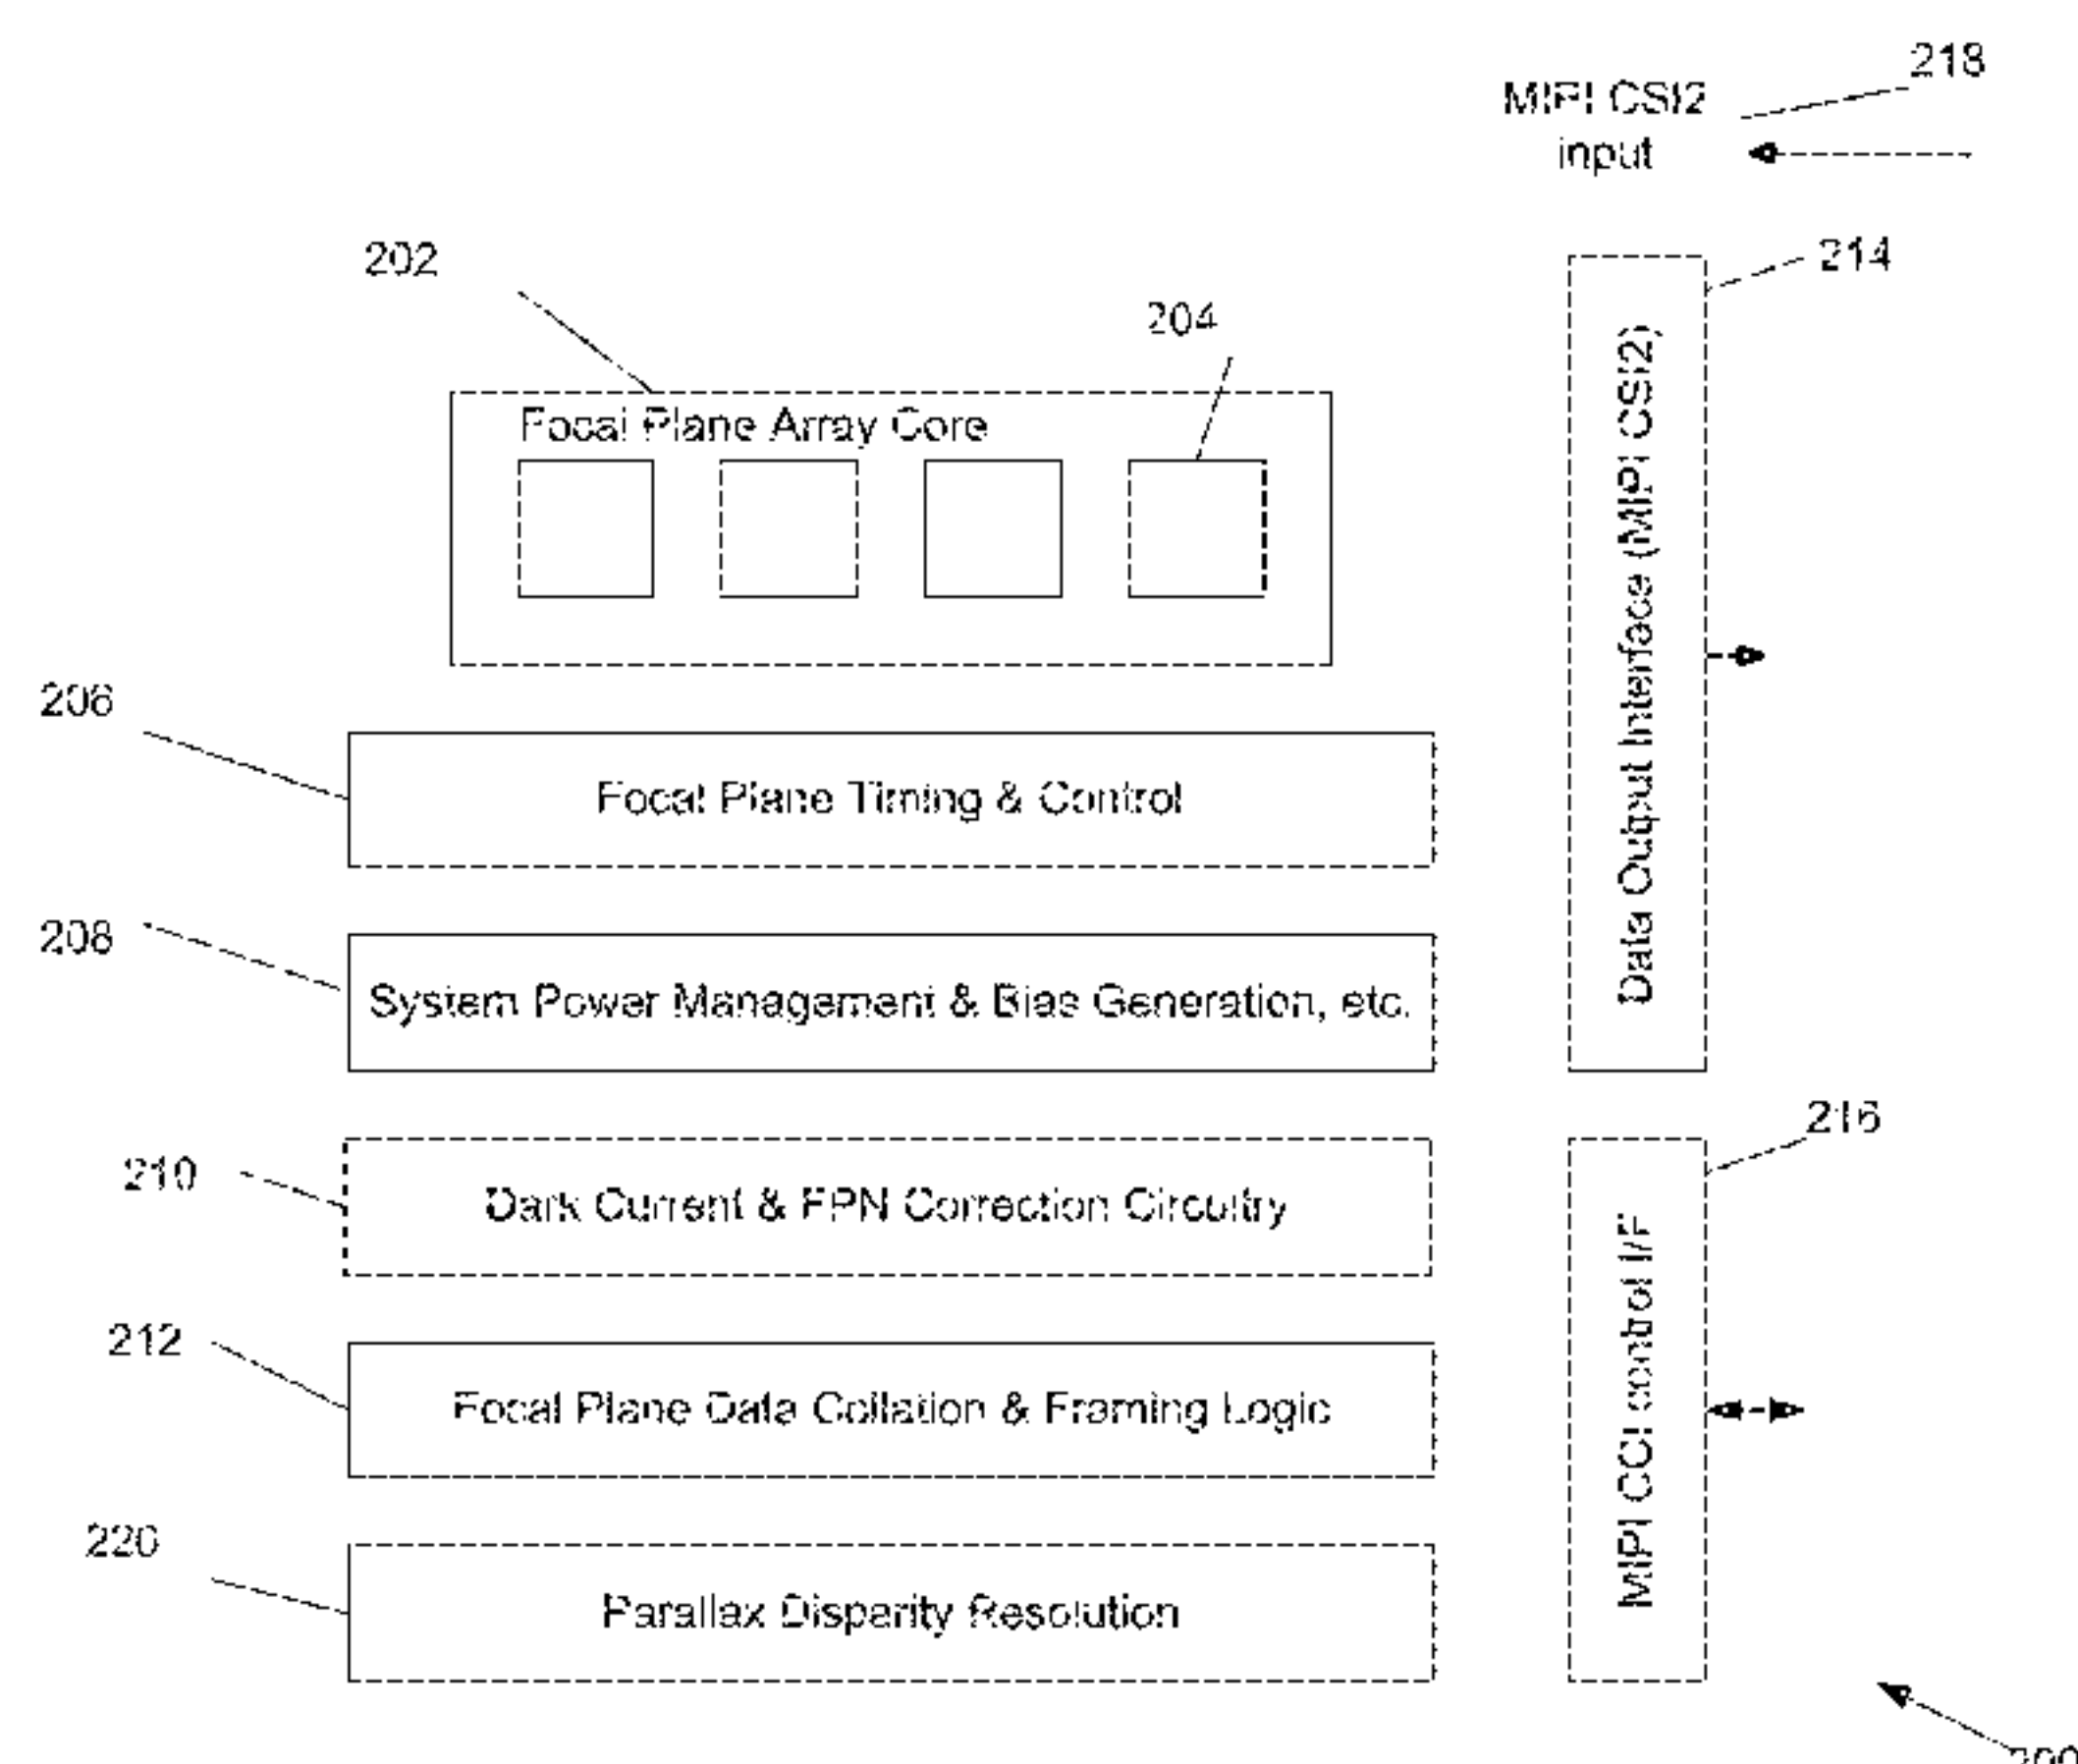 218
MIPI CSI2
input
202
214
204
Focal Plane Array Core
Data Output Interface (MIPI CSI2)
206
Focal Plane Timing & Control
208
System Power Management & Bias Generation, etc.
216
210
Dark Current & FPN Correction Circuitry
MIPI CCI control I/F
212
Focal Plane Data Collation & Framing Logic
220
Parallax Disparity Resolution